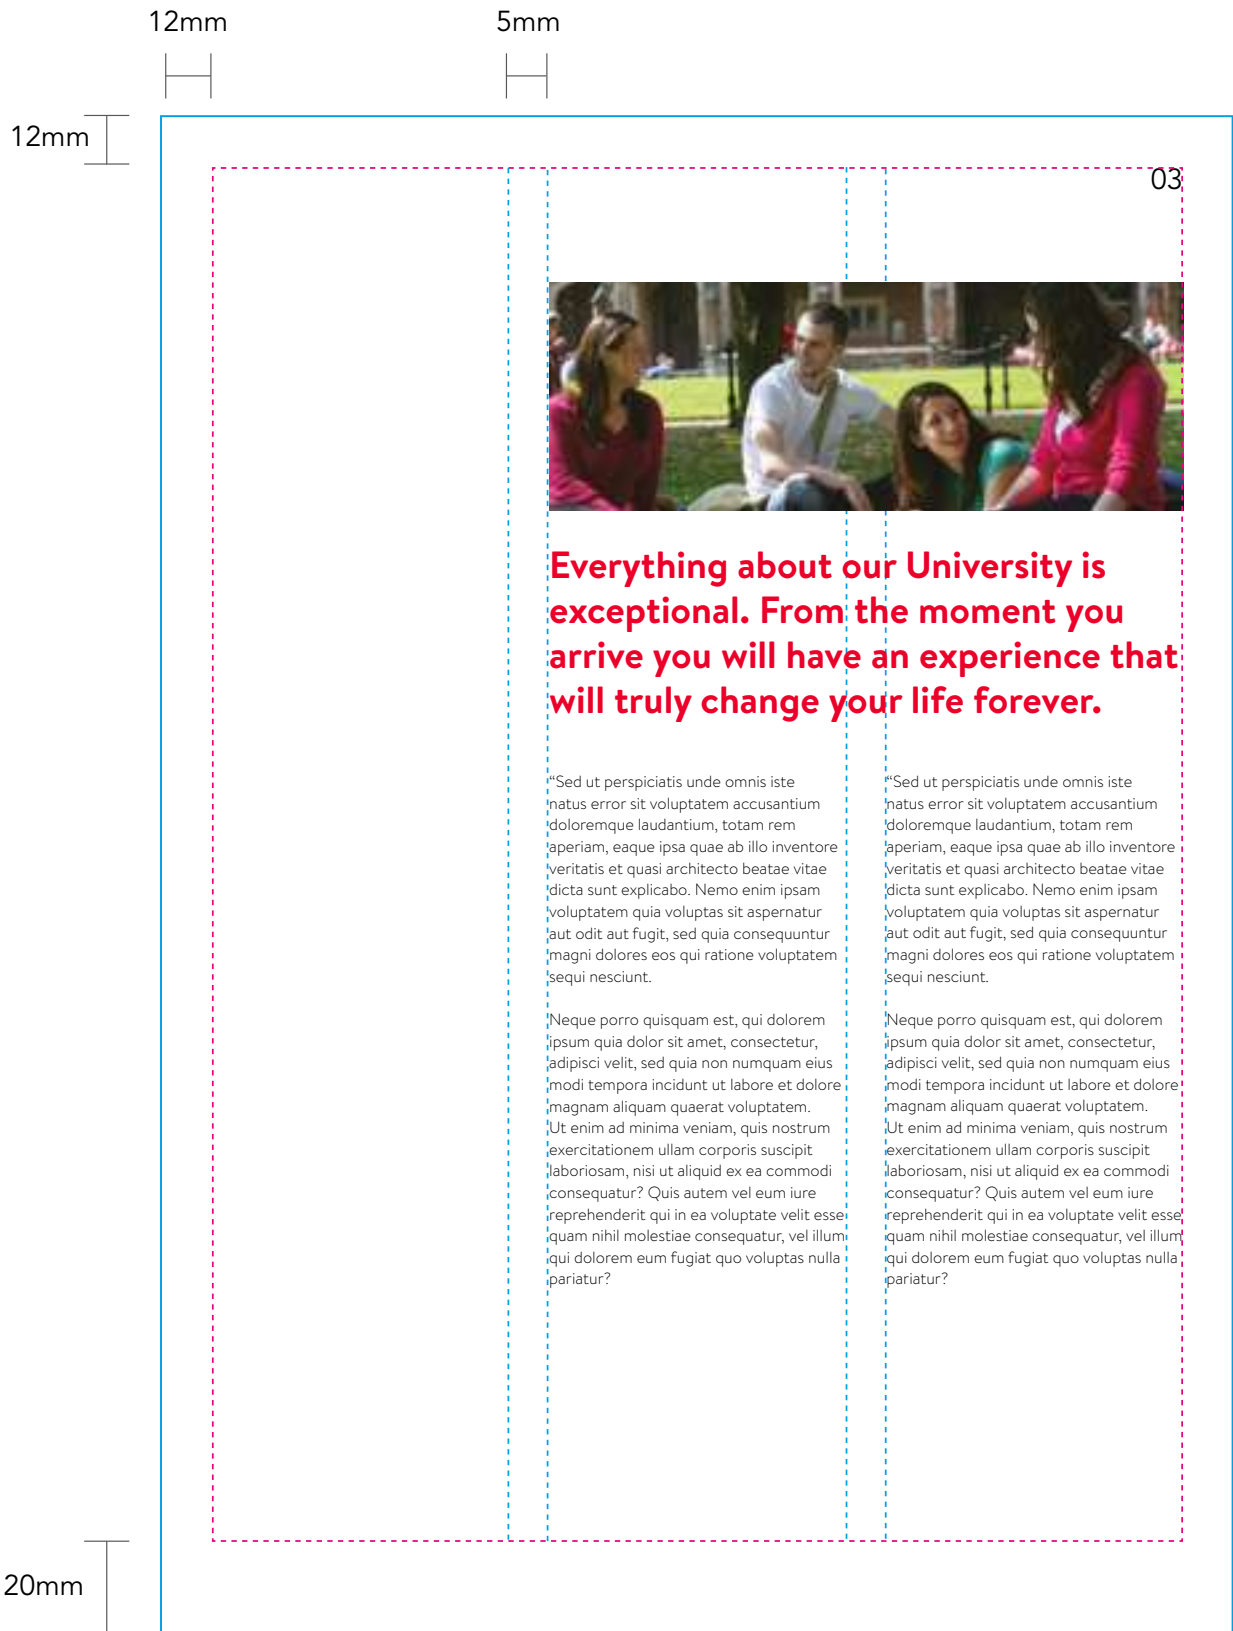 12mm
5mm
12mm
03
Everything about our University is
exceptional. From the moment you
arrive you will have an experience that
will truly change your life forever.
“Sed ut perspiciatis unde omnis iste
natus error sit voluptatem accusantium
doloremque laudantium, totam rem
aperiam, eaque ipsa quae ab illo inventore
veritatis et quasi architecto beatae vitae
dicta sunt explicabo. Nemo enim ipsam
voluptatem quia voluptas sit aspernatur
aut odit aut fugit, sed quia consequuntur
magni dolores eos qui ratione voluptatem
sequi nesciunt.
Neque porro quisquam est, qui dolorem
ipsum quia dolor sit amet, consectetur,
adipisci velit, sed quia non numquam eius
modi tempora incidunt ut labore et dolore
magnam aliquam quaerat voluptatem.
Ut enim ad minima veniam, quis nostrum
exercitationem ullam corporis suscipit
laboriosam, nisi ut aliquid ex ea commodi
consequatur? Quis autem vel eum iure
reprehenderit qui in ea voluptate velit esse
quam nihil molestiae consequatur, vel illum
qui dolorem eum fugiat quo voluptas nulla
pariatur?
“Sed ut perspiciatis unde omnis iste
natus error sit voluptatem accusantium
doloremque laudantium, totam rem
aperiam, eaque ipsa quae ab illo inventore
veritatis et quasi architecto beatae vitae
dicta sunt explicabo. Nemo enim ipsam
voluptatem quia voluptas sit aspernatur
aut odit aut fugit, sed quia consequuntur
magni dolores eos qui ratione voluptatem
sequi nesciunt.
Neque porro quisquam est, qui dolorem
ipsum quia dolor sit amet, consectetur,
adipisci velit, sed quia non numquam eius
modi tempora incidunt ut labore et dolore
magnam aliquam quaerat voluptatem.
Ut enim ad minima veniam, quis nostrum
exercitationem ullam corporis suscipit
laboriosam, nisi ut aliquid ex ea commodi
consequatur? Quis autem vel eum iure
reprehenderit qui in ea voluptate velit esse
quam nihil molestiae consequatur, vel illum
qui dolorem eum fugiat quo voluptas nulla
pariatur?
20mm